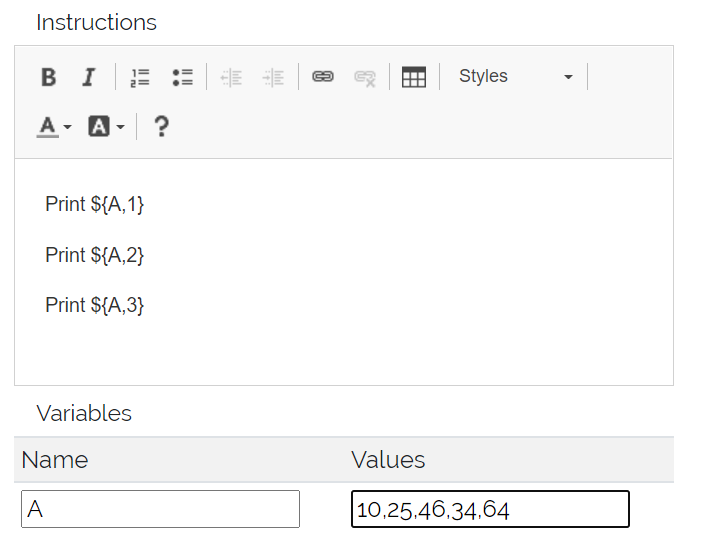 Instructions
B I Styles
A A ?
Print ${A,1}
Print ${A,2}
Print ${A,3}
Variables
Name Values
A 10,25,46,34,64